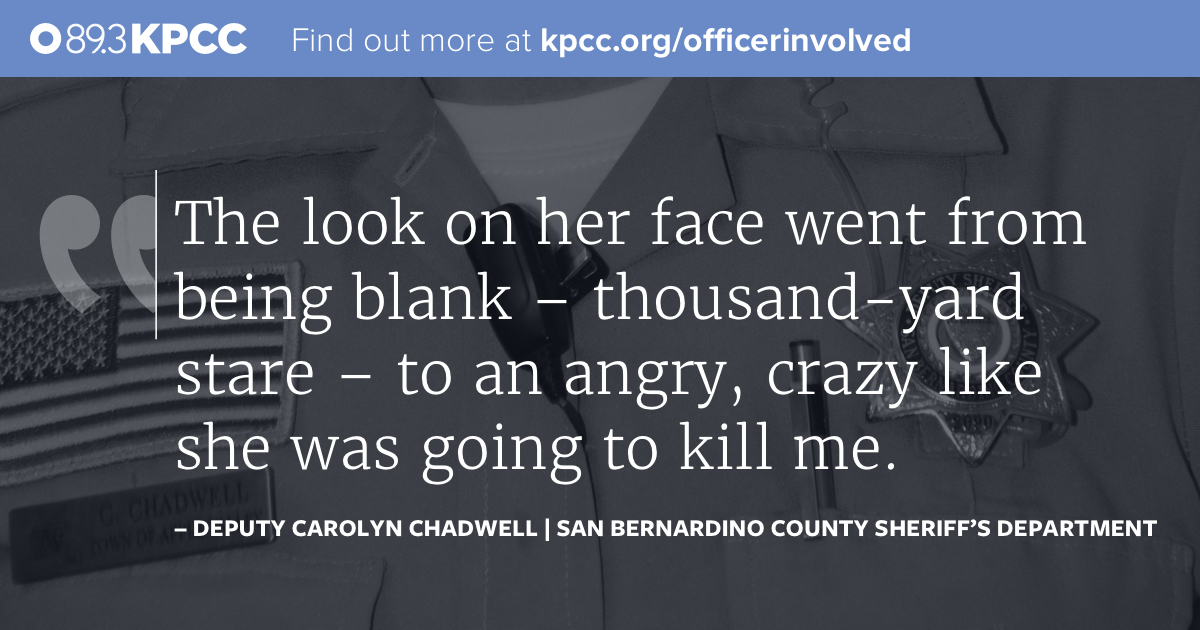 89.3 KPCC Find out more at kpcc.org/officerinvolved
“
The look on her face went from
being blank – thousand-yard
stare – to an angry, crazy like
she was going to kill me.
C. CHADWELL
TOWN OF
– DEPUTY CAROLYN CHADWELL | SAN BERNARDINO COUNTY SHERIFF’S DEPARTMENT